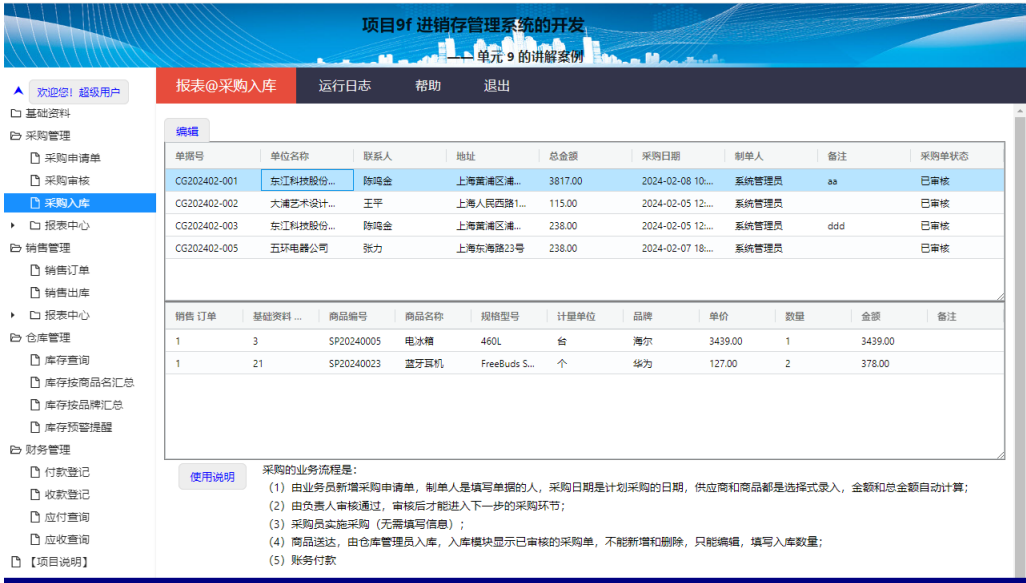 项目9f 进销存管理系统的开发
—— 单元 9 的讲解案例
欢迎您！超级用户
报表@采购入库 运行日志 帮助 退出
基础资料
采购管理
采购申请单
采购审核
采购入库
报表中心
销售管理
销售订单
销售出库
报表中心
仓库管理
库存查询
库存按商品名汇总
库存按品牌汇总
库存预警提醒
财务管理
付款登记
收款登记
应付查询
应收查询
【项目说明】
编辑
单据号 单位名称 联系人 地址 总金额 采购日期 制单人 备注 采购单状态
CG202402-001 东江科技股份... 陈鸣金 上海黄浦区浦... 3817.00 2024-02-08 10:... 系统管理员 aa 已审核
CG202402-002 大浦艺术设计... 王平 上海人民西路1... 115.00 2024-02-05 12:... 系统管理员 已审核
CG202402-003 东江科技股份... 陈鸣金 上海黄浦区浦... 238.00 2024-02-05 12:... 系统管理员 ddd 已审核
CG202402-005 五环电器公司 张力 上海东海路23号 238.00 2024-02-07 18:... 系统管理员 已审核
销售 订单 基础资料 ... 商品编号 商品名称 规格型号 计量单位 品牌 单价 数量 金额 备注
1 3 SP20240005 电冰箱 460L 台 海尔 3439.00 1 3439.00
1 21 SP20240023 蓝牙耳机 FreeBuds S... 个 华为 127.00 2 378.00
使用说明
采购的业务流程是：
（1）由业务员新增采购申请单，制单人是填写单据的人，采购日期是计划采购的日期，供应商和商品都是选择式录入，金额和总金额自动计算；
（2）由负责人审核通过，审核后才能进入下一步的采购环节；
（3）采购员实施采购（无需填写信息）；
（4）商品送达，由仓库管理员入库，入库模块显示已审核的采购单，不能新增和删除，只能编辑，填写入库数量；
（5）账务付款